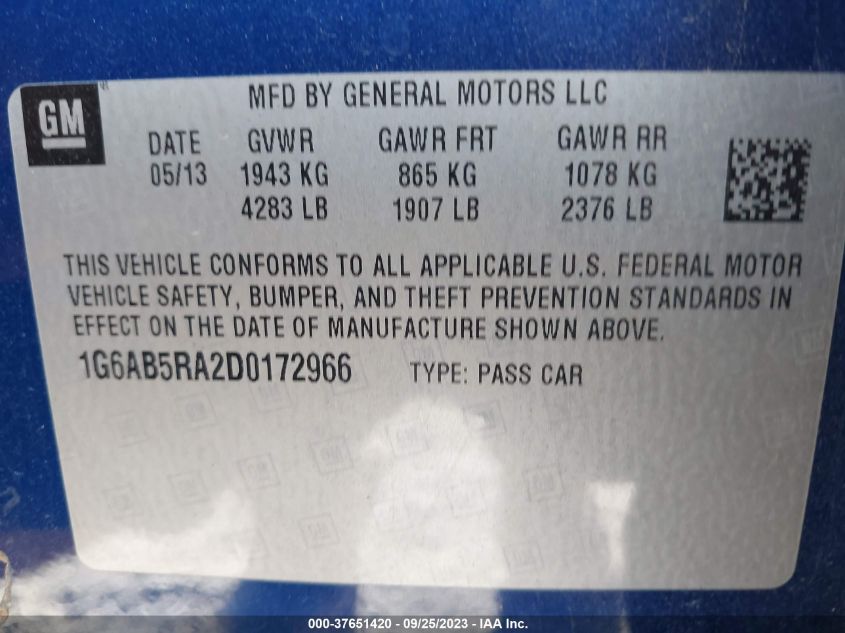 GM
MFD BY GENERAL MOTORS LLC
DATE GVWR GAWR FRT GAWR RR
05/13 1943 KG 865 KG 1078 KG
4283 LB 1907 LB 2376 LB
THIS VEHICLE CONFORMS TO ALL APPLICABLE U.S. FEDERAL MOTOR
VEHICLE SAFETY, BUMPER, AND THEFT PREVENTION STANDARDS IN
EFFECT ON THE DATE OF MANUFACTURE SHOWN ABOVE.
1G6AB5RA2D0172966 TYPE: PASS CAR
000-37651420 - 09/25/2023 - IAA Inc.